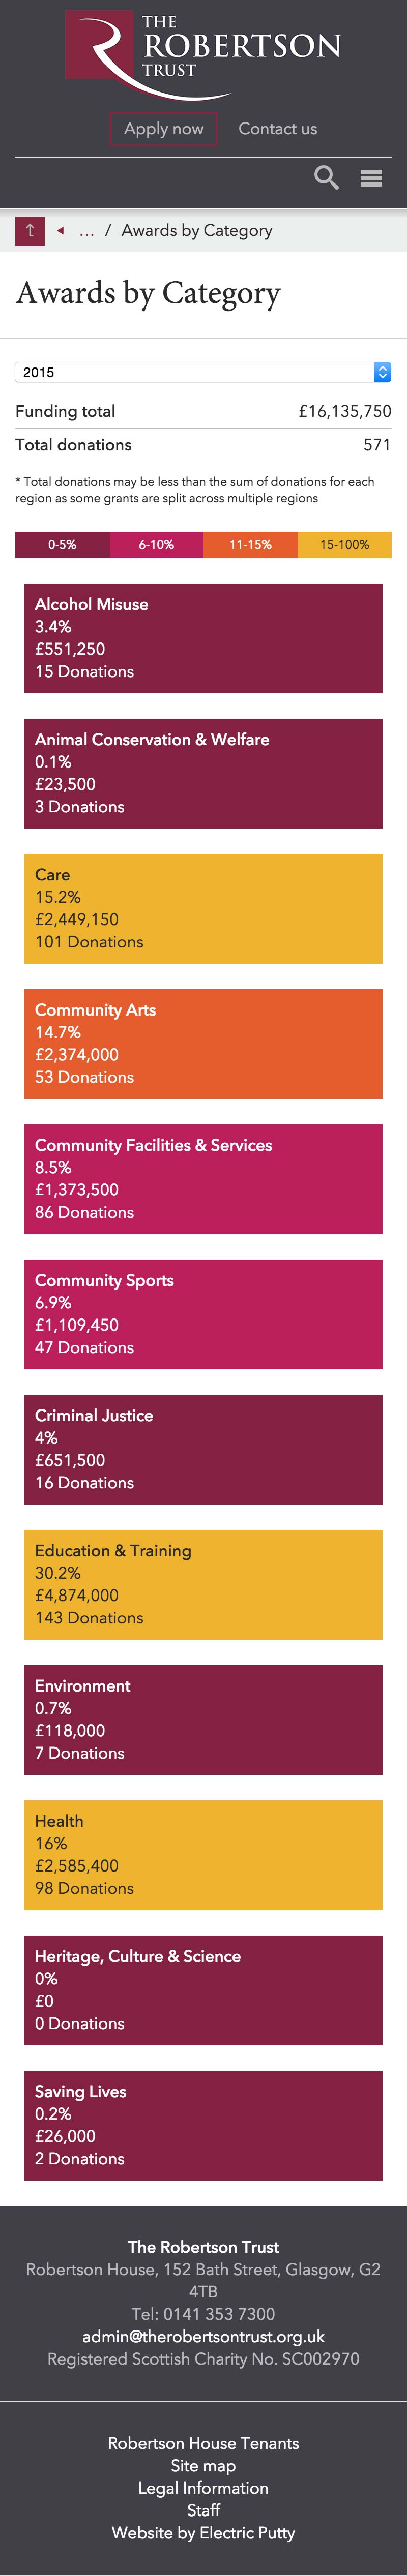 THE
ROBERTSON
TRUST
Apply now Contact us
... / Awards by Category
Awards by Category
2015
Funding total £16,135,750
Total donations 571
* Total donations may be less than the sum of donations for each
region as some grants are split across multiple regions
0-5% 6-10% 11-15% 15-100%
Alcohol Misuse
3.4%
£551,250
15 Donations
Animal Conservation & Welfare
0.1%
£23,500
3 Donations
Care
15.2%
£2,449,150
101 Donations
Community Arts
14.7%
£2,374,000
53 Donations
Community Facilities & Services
8.5%
£1,373,500
86 Donations
Community Sports
6.9%
£1,109,450
47 Donations
Criminal Justice
4%
£651,500
16 Donations
Education & Training
30.2%
£4,874,000
143 Donations
Environment
0.7%
£118,000
7 Donations
Health
16%
£2,585,400
98 Donations
Heritage, Culture & Science
0%
£0
0 Donations
Saving Lives
0.2%
£26,000
2 Donations
The Robertson Trust
Robertson House, 152 Bath Street, Glasgow, G2
4TB
Tel: 0141 353 7300
admin@therobertsontrust.org.uk
Registered Scottish Charity No. SC002970
Robertson House Tenants
Site map
Legal Information
Staff
Website by Electric Putty